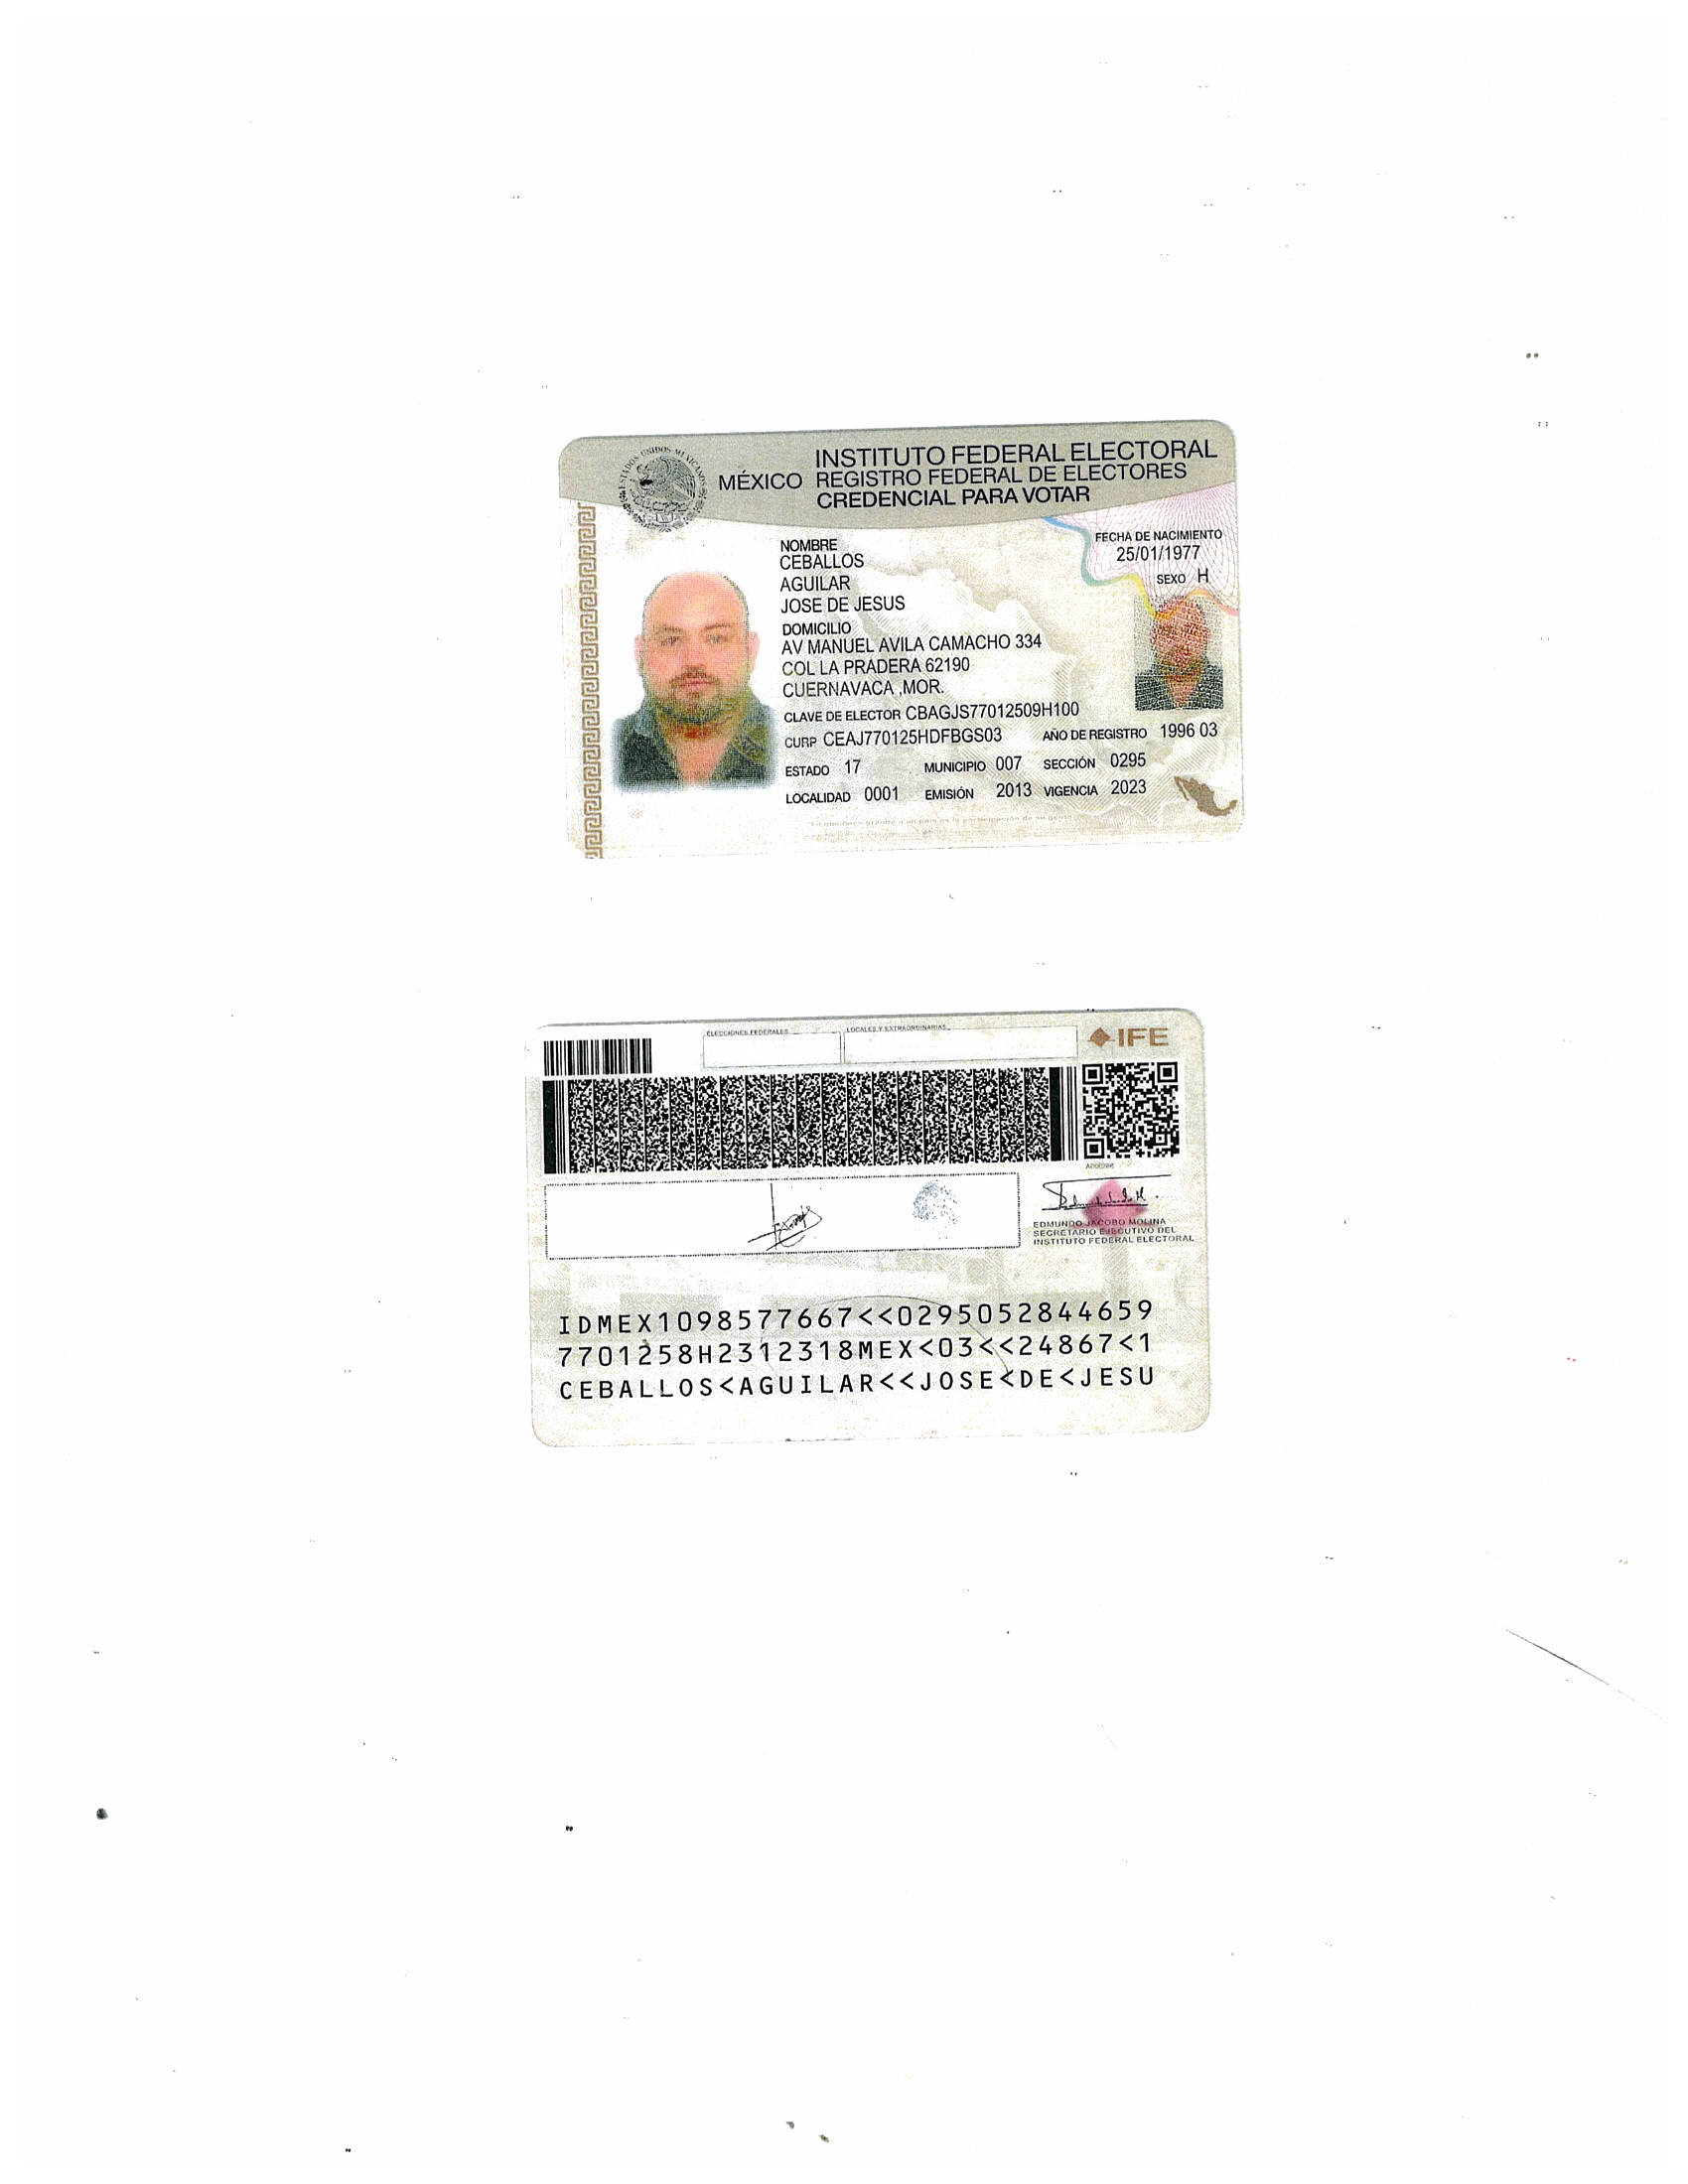 ESTADOS UNIDOS MEXICANOS
INSTITUTO FEDERAL ELECTORAL
MÉXICO REGISTRO FEDERAL DE ELECTORES
CREDENCIAL PARA VOTAR
FECHA DE NACIMIENTO
25/01/1977
SEXO H
NOMBRE
CEBALLOS
AGUILAR
JOSE DE JESUS
DOMICILIO
AV MANUEL AVILA CAMACHO 334
COL LA PRADERA 62190
CUERNAVACA ,MOR.
CLAVE DE ELECTOR CBAGJS77012509H100
CURP CEAJ770125HDFBGS03 AÑO DE REGISTRO 1996 03
ESTADO 17 MUNICIPIO 007 SECCIÓN 0295
LOCALIDAD 0001 EMISIÓN 2013 VIGENCIA 2023
ELECCIONES FEDERALES LOCALES Y EXTRAORDINARIAS
IFE
EDMUNDO JACOBO MOLINA
SECRETARIO EJECUTIVO DEL
INSTITUTO FEDERAL ELECTORAL
IDMEX1098577667<<0295052844659
7701258H2312318MEX<03<<24867<1
CEBALLOS<AGUILAR<<JOSE<DE<JESU